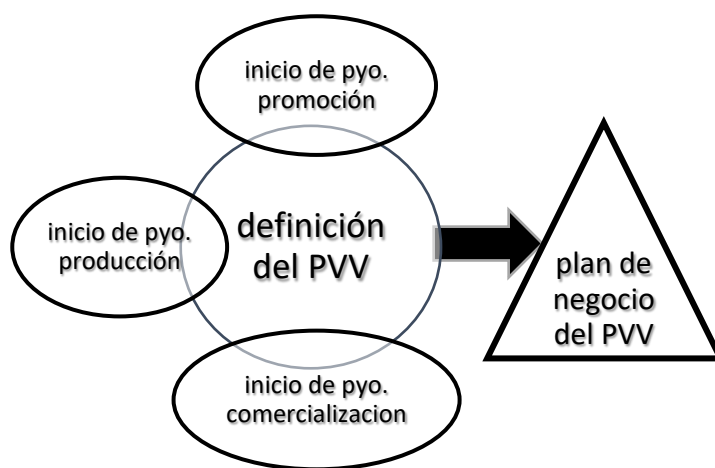 inicio de pyo.
promoción
inicio de pyo.
producción
definición
del PVV
plan de
negocio
del PVV
inicio de pyo.
comercializacion